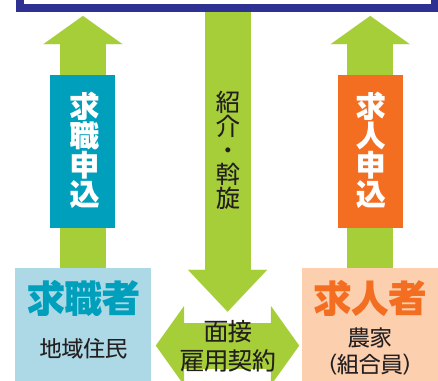 求職申込
紹介・斡旋
求人申込
求職者
地域住民
面接
雇用契約
求人者
農家
(組合員)